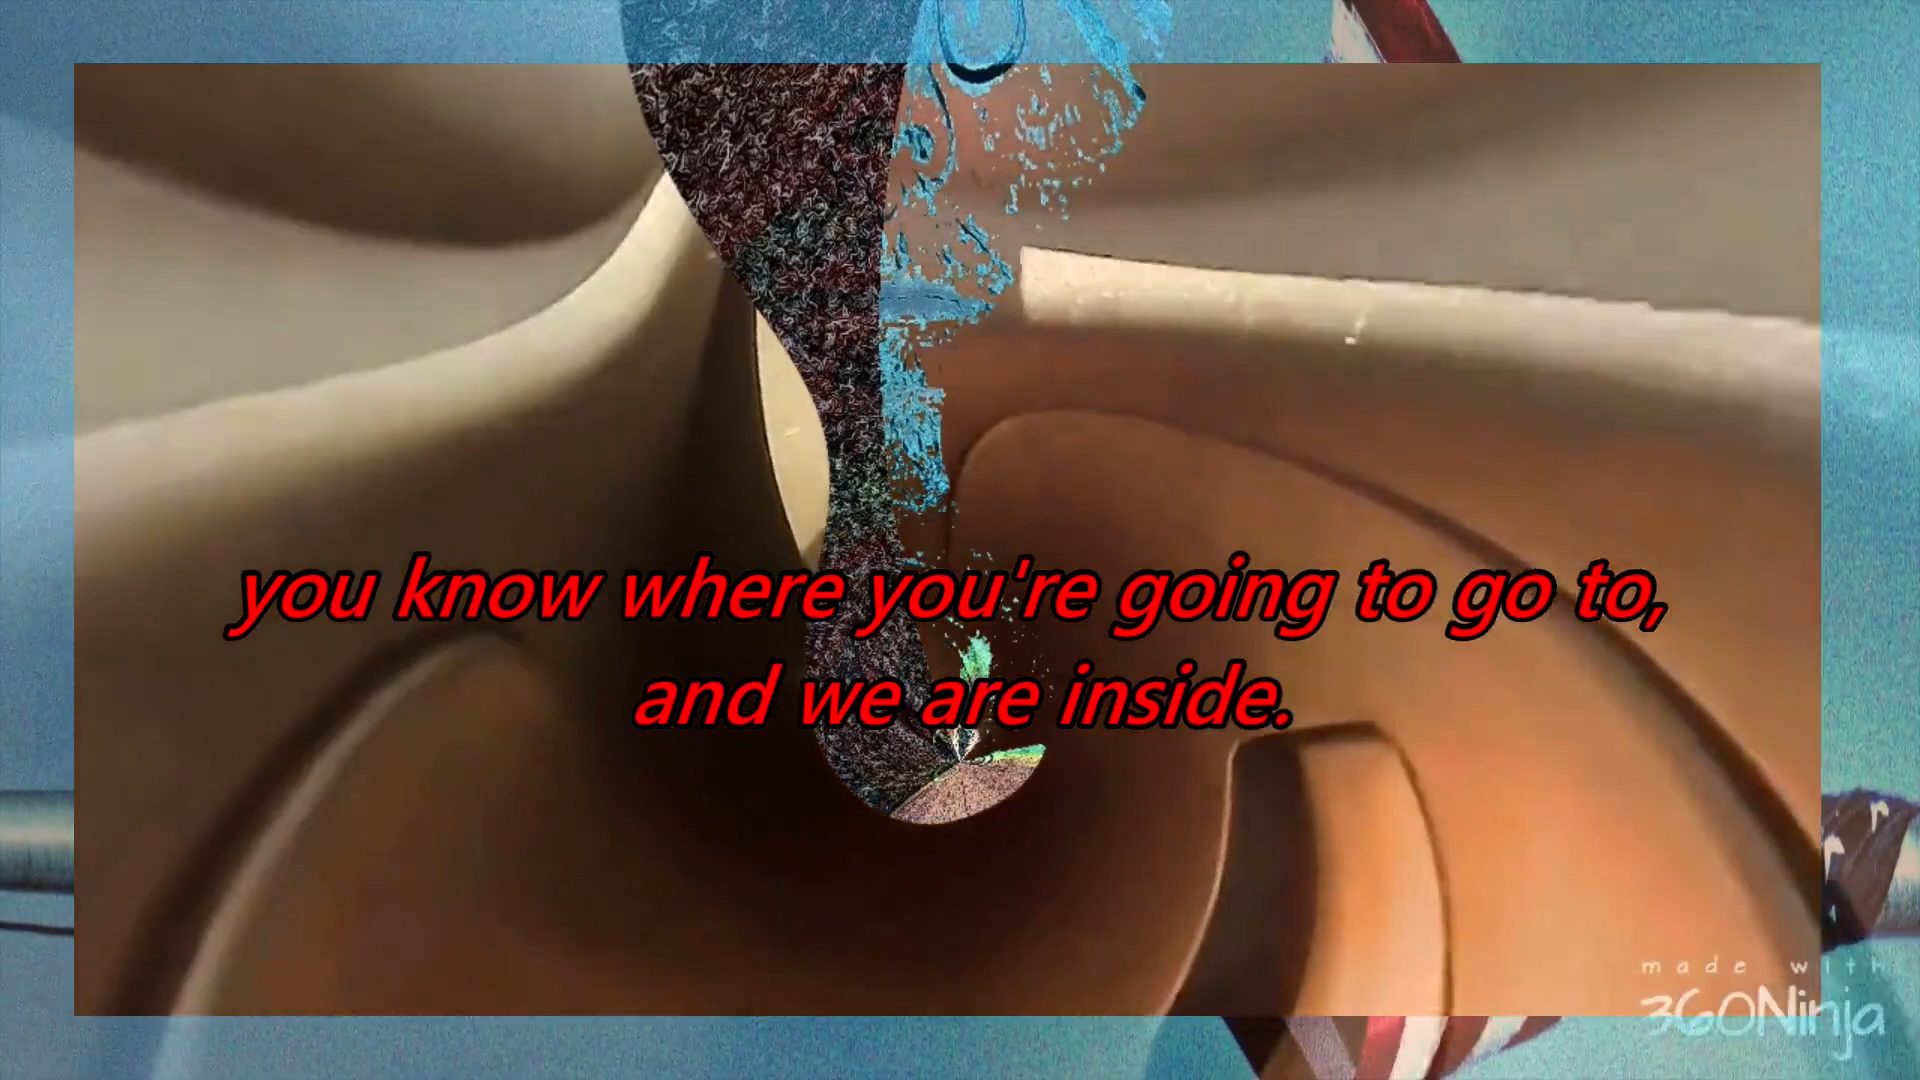 you know where you're going to go to,
and we are inside.
made with
360Ninja